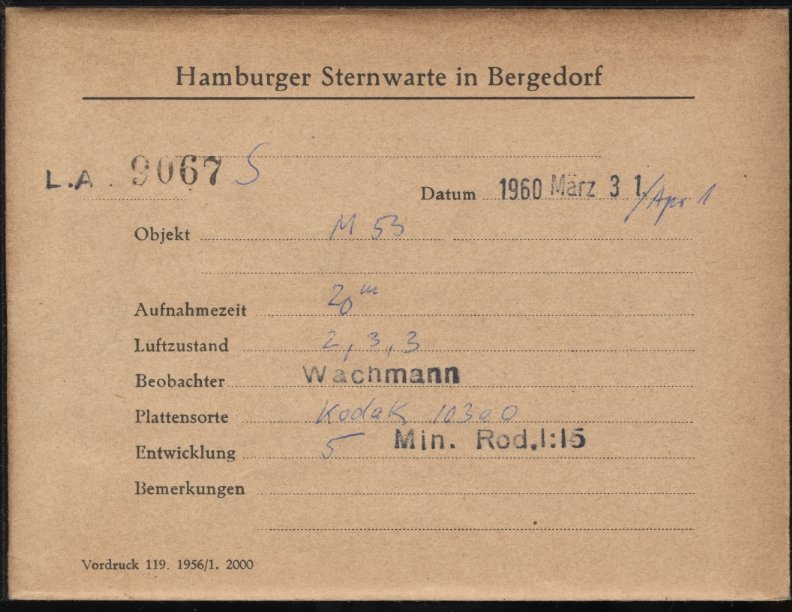 Hamburger Sternwarte in Bergedorf
L.A. 9067 S
Datum 1960 März 31./Apr 1
Objekt M 53
Aufnahmezeit 20ᵐ
Luftzustand 2, 3, 3
Beobachter Wachmann
Plattensorte Kodak 103aO
Entwicklung 5 Min. Rod.1:15
Bemerkungen
Vordruck 119. 1956/1. 2000